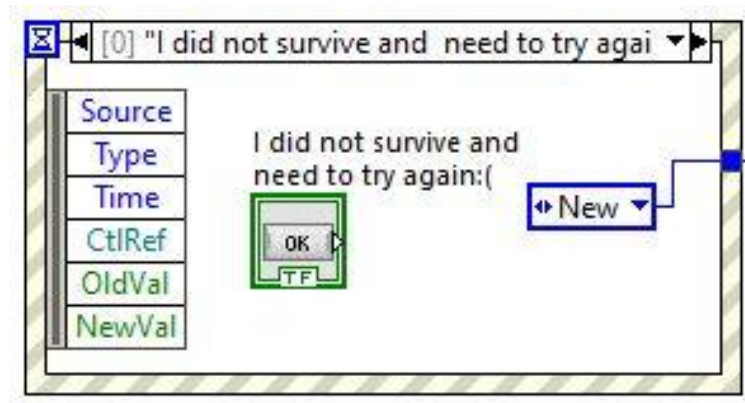 [0] "I did not survive and need to try agai
Source
Type
Time
CtlRef
OldVal
NewVal
I did not survive and
need to try again:(
OK
TF
New